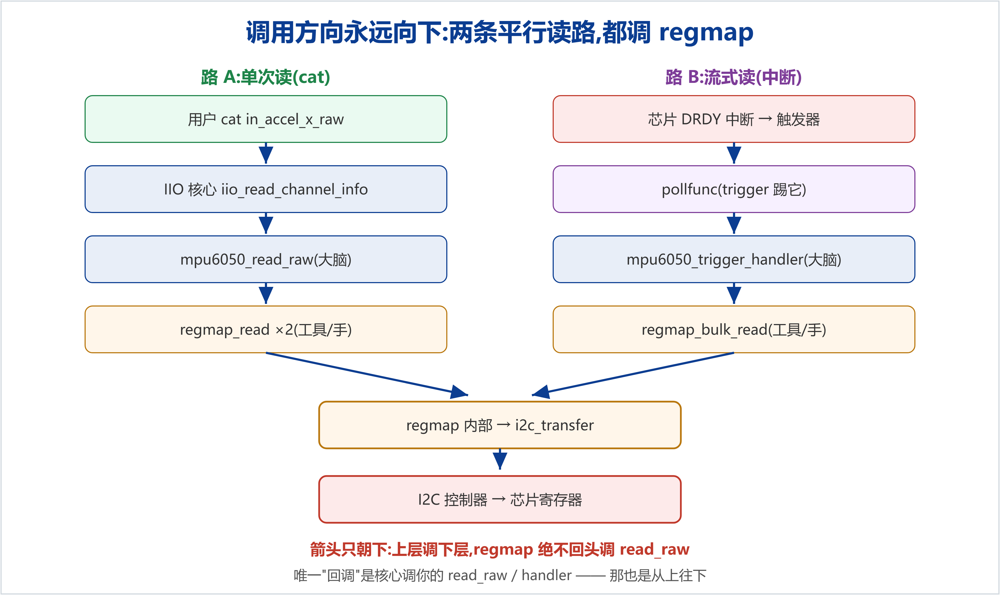 调用方向永远向下:两条平行读路,都调 regmap
路 A:单次读(cat)
用户 cat in_accel_x_raw
IIO 核心 iio_read_channel_info
mpu6050_read_raw(大脑)
regmap_read ×2(工具/手)
路 B:流式读(中断)
芯片 DRDY 中断 → 触发器
pollfunc(trigger 踢它)
mpu6050_trigger_handler(大脑)
regmap_bulk_read(工具/手)
regmap 内部 → i2c_transfer
I2C 控制器 → 芯片寄存器
箭头只朝下:上层调下层,regmap 绝不回头调 read_raw
唯一"回调"是核心调你的 read_raw / handler —— 那也是从上往下